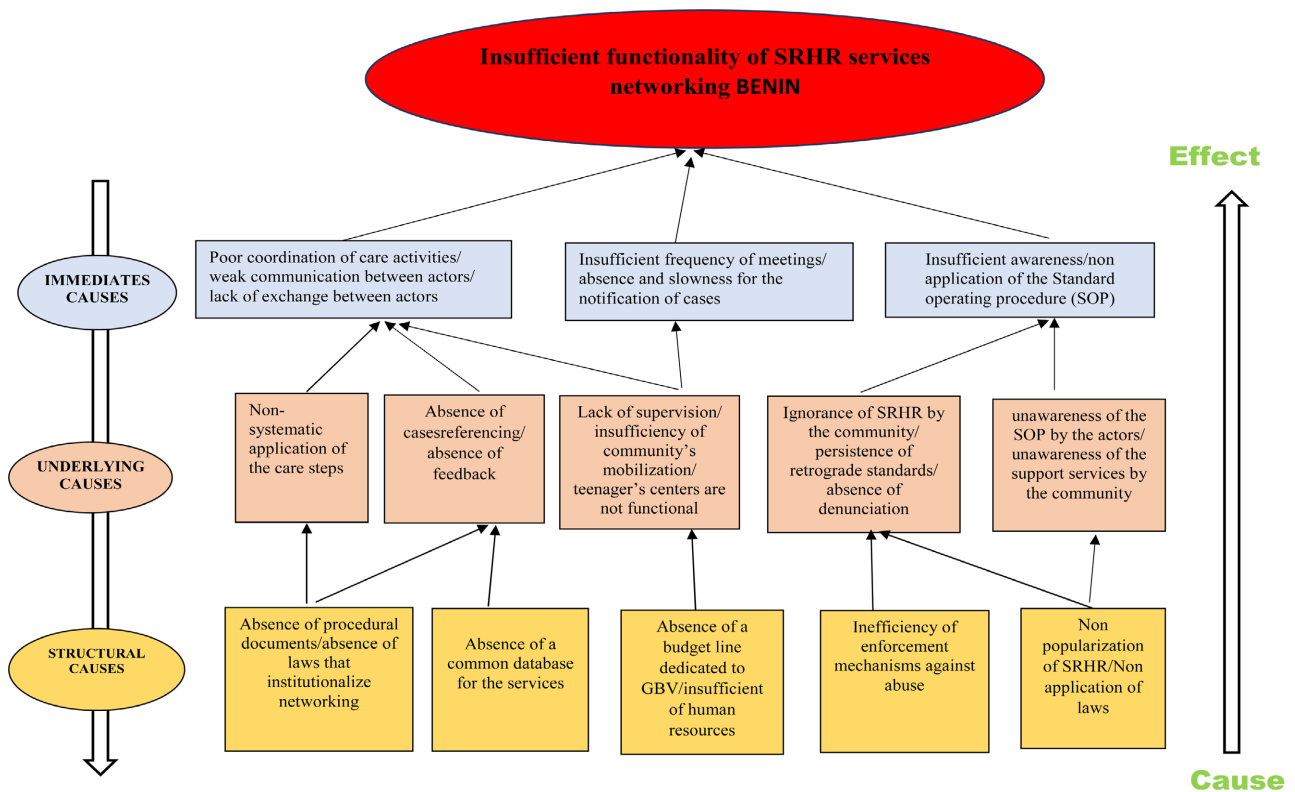 Insufficient functionality of SRHR services
networking BENIN
Effect
IMMEDIATES
CAUSES
Poor coordination of care activities/
weak communication between actors/
lack of exchange between actors
Insufficient frequency of meetings/
absence and slowness for the
notification of cases
Insufficient awareness/non
application of the Standard
operating procedure (SOP)
UNDERLYING
CAUSES
Non-
systematic
application of
the care steps
Absence of
casesreferencing/
absence of
feedback
Lack of supervision/
insufficiency of
community's
mobilization/
teenager's centers are
not functional
Ignorance of SRHR by
the community/
persistence of
retrograde standards/
absence of
denunciation
unawareness of the
SOP by the actors/
unawareness of the
support services by
the community
STRUCTURAL
CAUSES
Absence of procedural
documents/absence of
laws that
institutionalize
networking
Absence of a
common database
for the services
Absence of a
budget line
dedicated to
GBV/insufficient
of human
resources
Inefficiency of
enforcement
mechanisms against
abuse
Non
popularization
of SRHR/Non
application of
laws
Cause